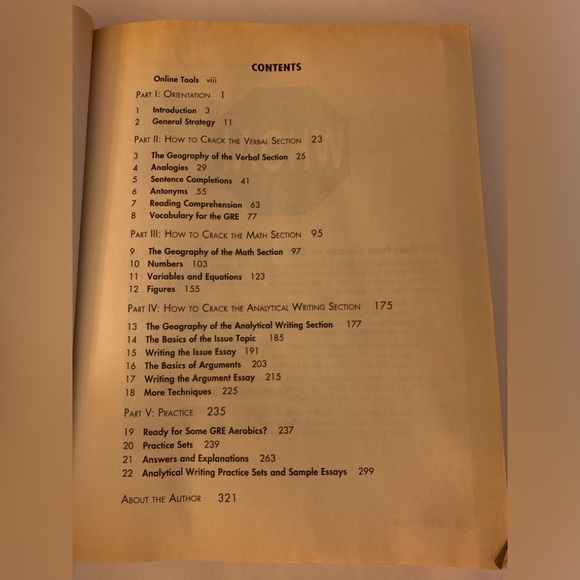 CONTENTS
Online Tools viii
PART I: ORIENTATION 1
1 Introduction 3
2 General Strategy 11
PART II: HOW TO CRACK THE VERBAL SECTION 23
3 The Geography of the Verbal Section 25
4 Analogies 29
5 Sentence Completions 41
6 Antonyms 55
7 Reading Comprehension 63
8 Vocabulary for the GRE 77
PART III: HOW TO CRACK THE MATH SECTION 95
9 The Geography of the Math Section 97
10 Numbers 103
11 Variables and Equations 123
12 Figures 155
PART IV: HOW TO CRACK THE ANALYTICAL WRITING SECTION 175
13 The Geography of the Analytical Writing Section 177
14 The Basics of the Issue Topic 185
15 Writing the Issue Essay 191
16 The Basics of Arguments 203
17 Writing the Argument Essay 215
18 More Techniques 225
PART V: PRACTICE 235
19 Ready for Some GRE Aerobics? 237
20 Practice Sets 239
21 Answers and Explanations 263
22 Analytical Writing Practice Sets and Sample Essays 299
ABOUT THE AUTHOR 321